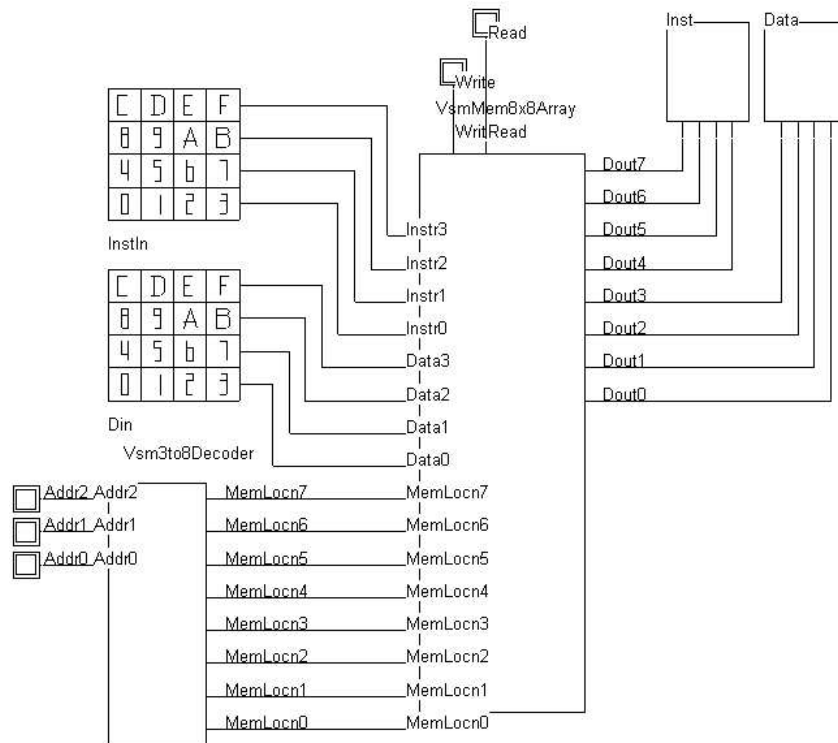 Read
Inst
Data
Write
VsmMem8x8Array
WritRead
C D E F
8 9 A B
4 5 b 7
0 1 2 3
InstIn
C D E F
8 9 A B
4 5 b 7
0 1 2 3
Din
Instr3
Instr2
Instr1
Instr0
Data3
Data2
Data1
Data0
Dout7
Dout6
Dout5
Dout4
Dout3
Dout2
Dout1
Dout0
Vsm3to8Decoder
Addr2 Addr2 MemLocn7 MemLocn7
Addr1 Addr1 MemLocn6 MemLocn6
Addr0 Addr0 MemLocn5 MemLocn5
MemLocn4 MemLocn4
MemLocn3 MemLocn3
MemLocn2 MemLocn2
MemLocn1 MemLocn1
MemLocn0 MemLocn0